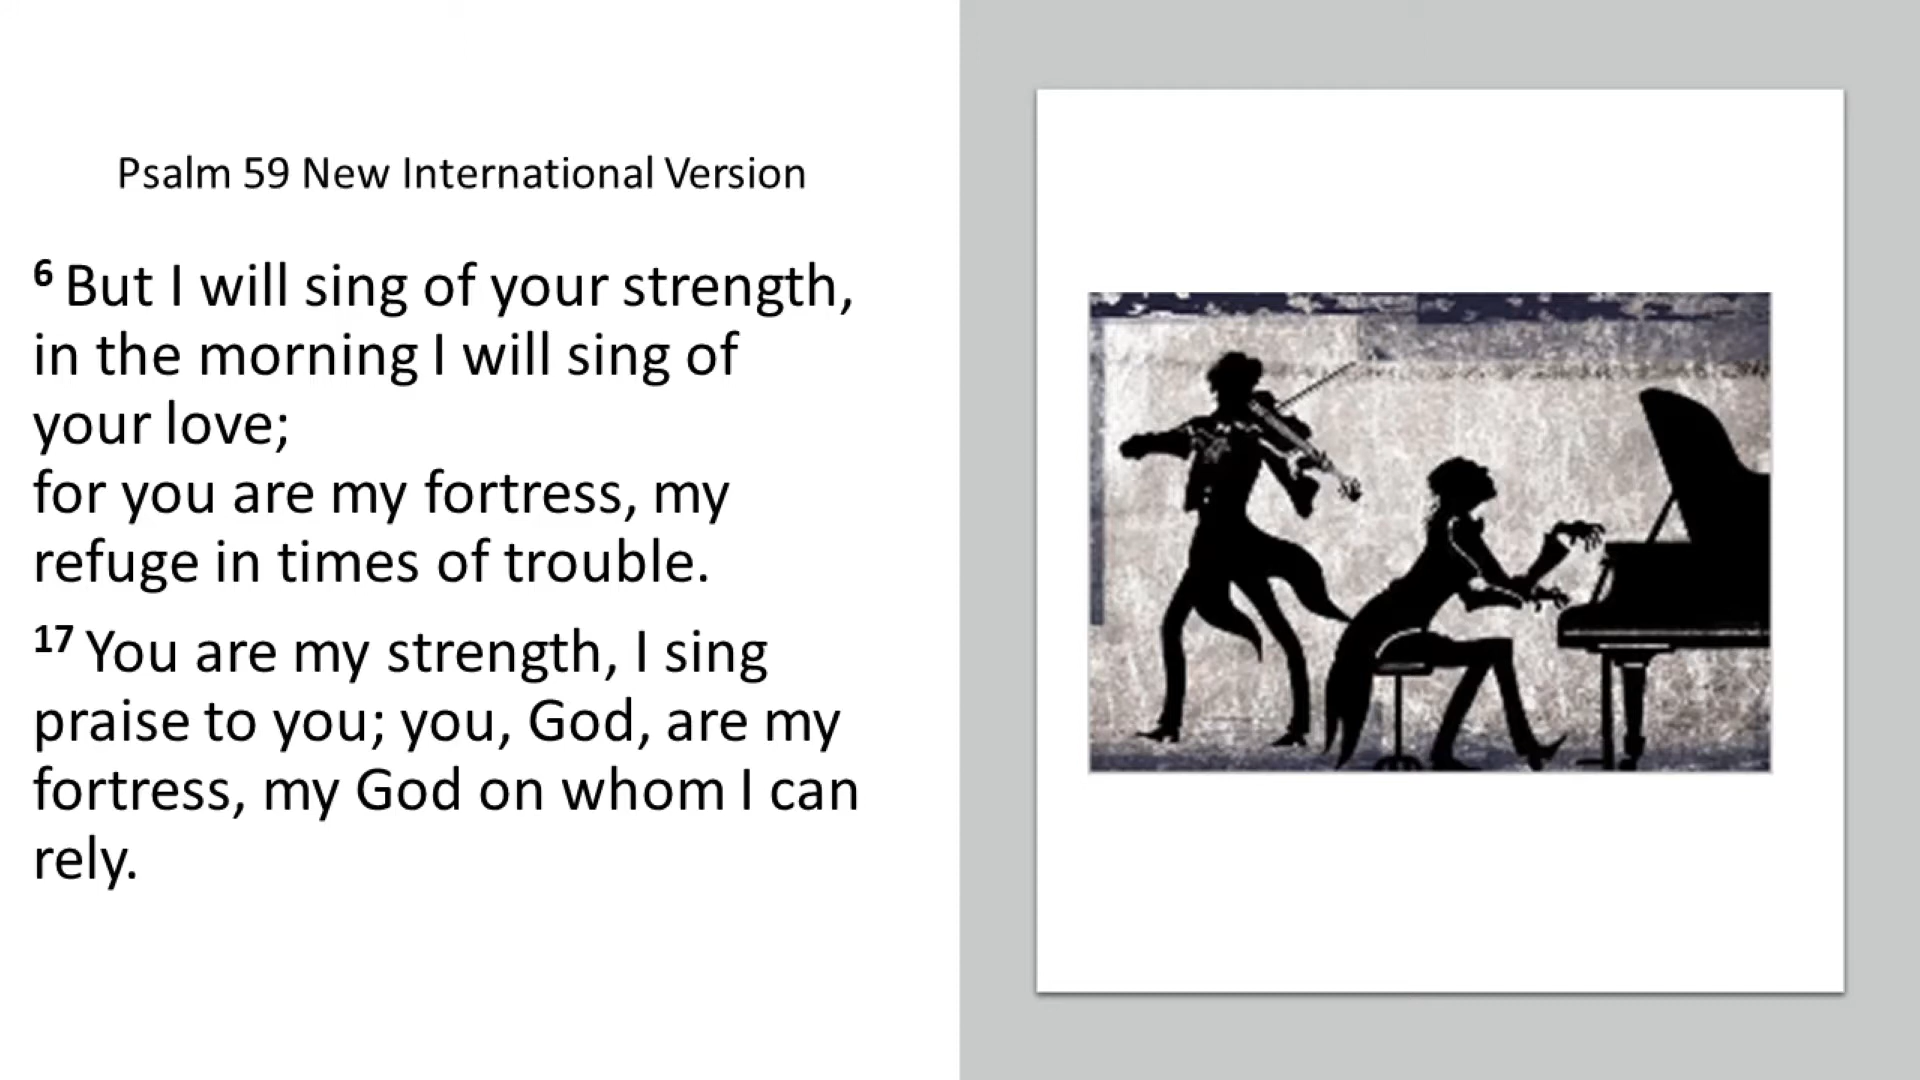 Psalm 59 New International Version
6 But I will sing of your strength,
in the morning I will sing of
your love;
for you are my fortress, my
refuge in times of trouble.
17 You are my strength, I sing
praise to you; you, God, are my
fortress, my God on whom I can
rely.